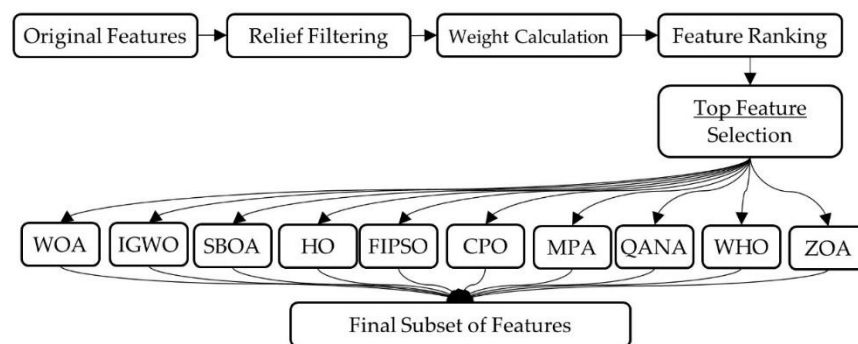 Original Features
Relief Filtering
Weight Calculation
Feature Ranking
Top Feature
Selection
WOA
IGWO
SBOA
HO
FIPSO
CPO
MPA
QANA
WHO
ZOA
Final Subset of Features